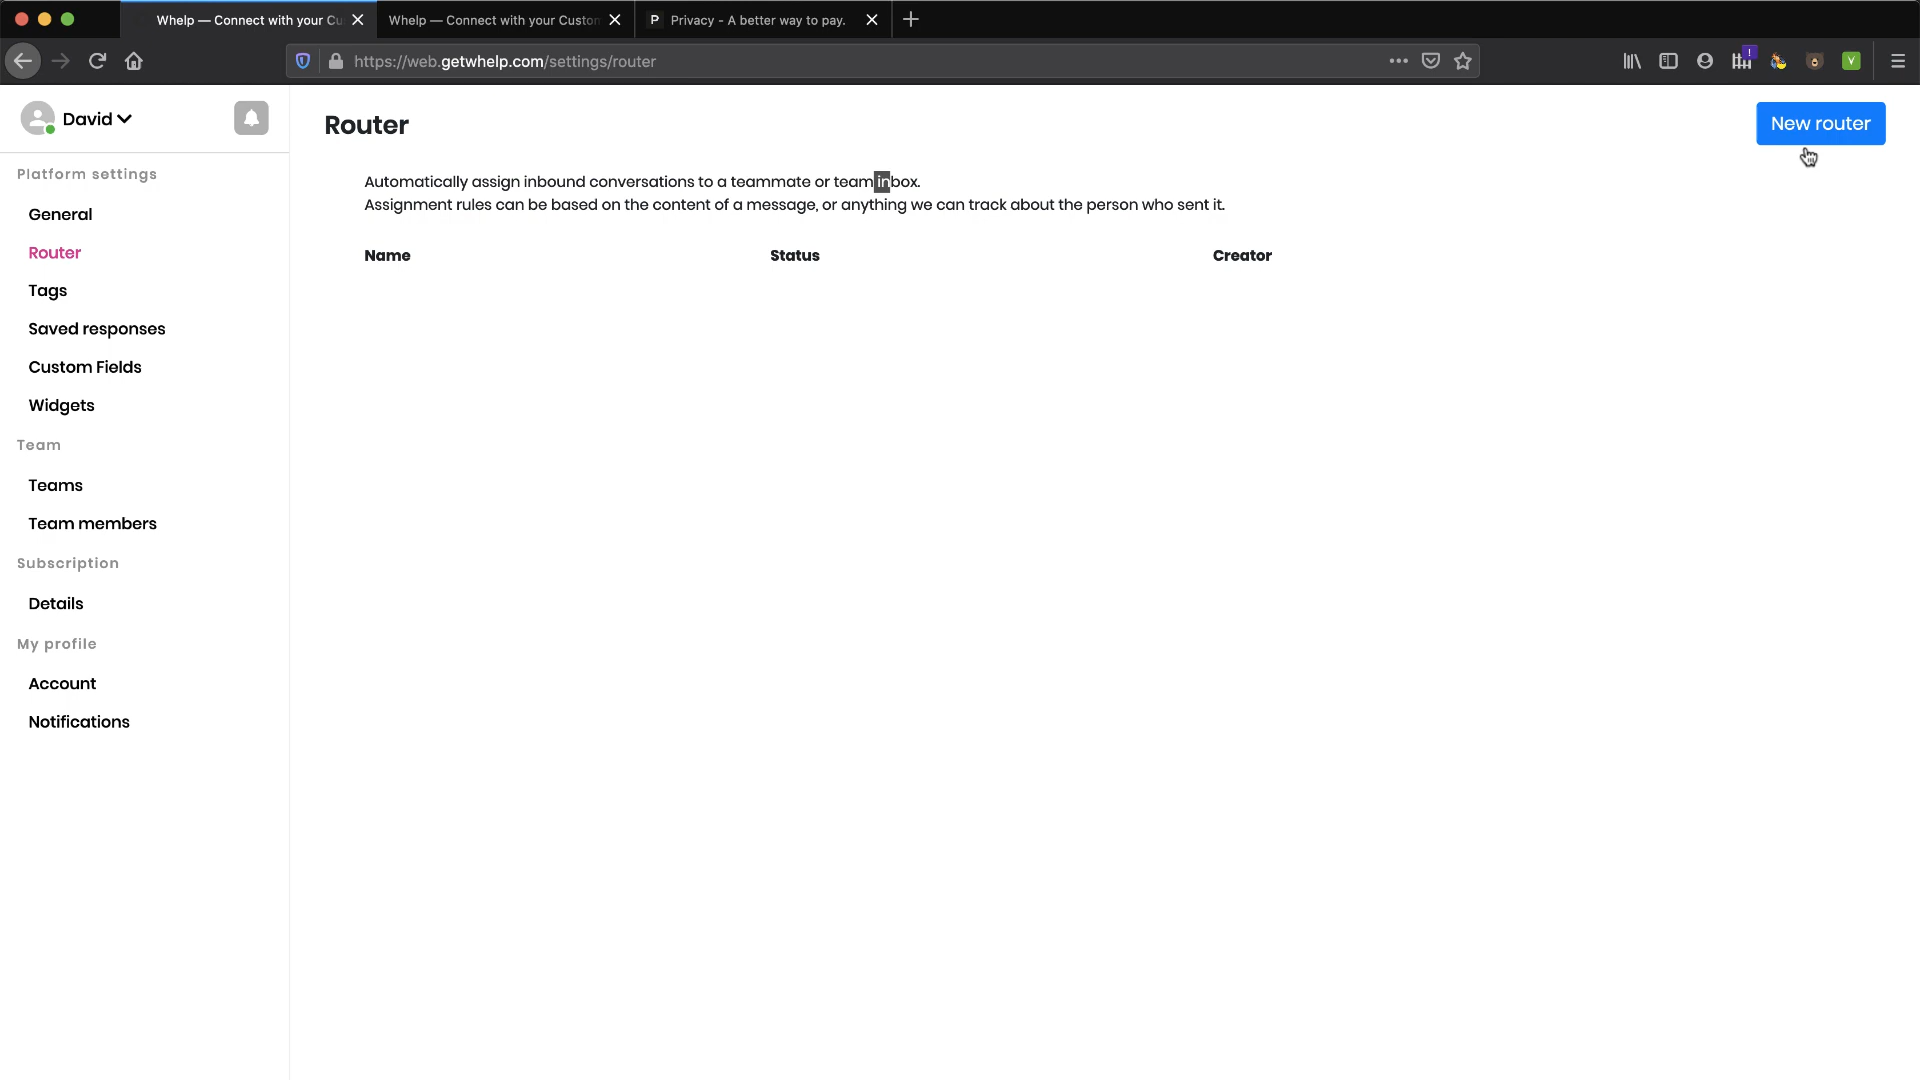 Whelp — Connect with your Cu
Whelp — Connect with your Custom
P Privacy - A better way to pay.
https://web.getwhelp.com/settings/router
David
Router
New router
Platform settings
General
Router
Tags
Saved responses
Custom Fields
Widgets
Team
Teams
Team members
Subscription
Details
My profile
Account
Notifications
Automatically assign inbound conversations to a teammate or team inbox.
Assignment rules can be based on the content of a message, or anything we can track about the person who sent it.
Name Status Creator